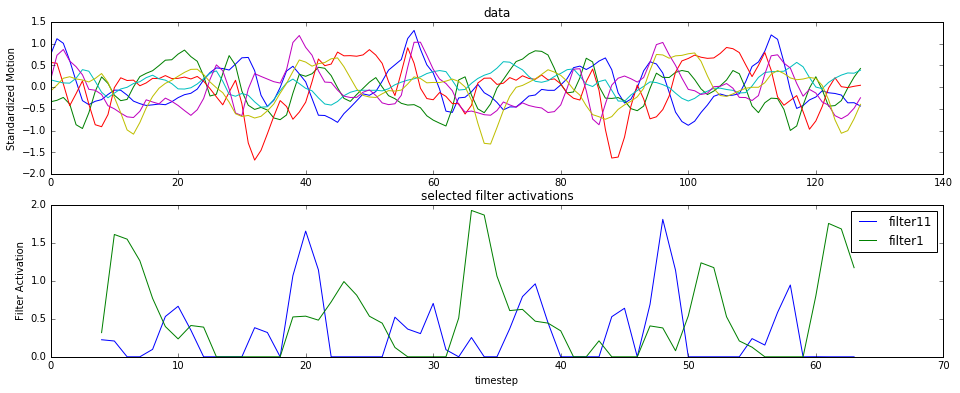 data
Standardized Motion
1.5
1.0
0.5
0.0
−0.5
−1.0
−1.5
−2.0
0 20 40 60 80 100 120 140
selected filter activations
Filter Activation
2.0
1.5
1.0
0.5
0.0
filter11
filter1
0 10 20 30 40 50 60 70
timestep